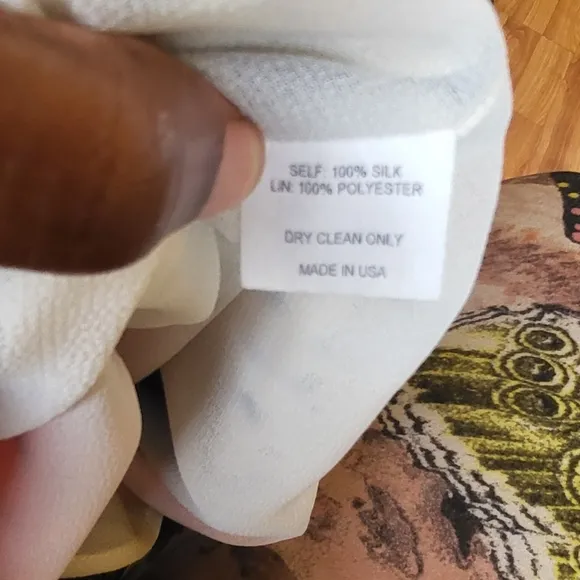 SELF: 100% SILK
LIN: 100% POLYESTER
DRY CLEAN ONLY
MADE IN USA